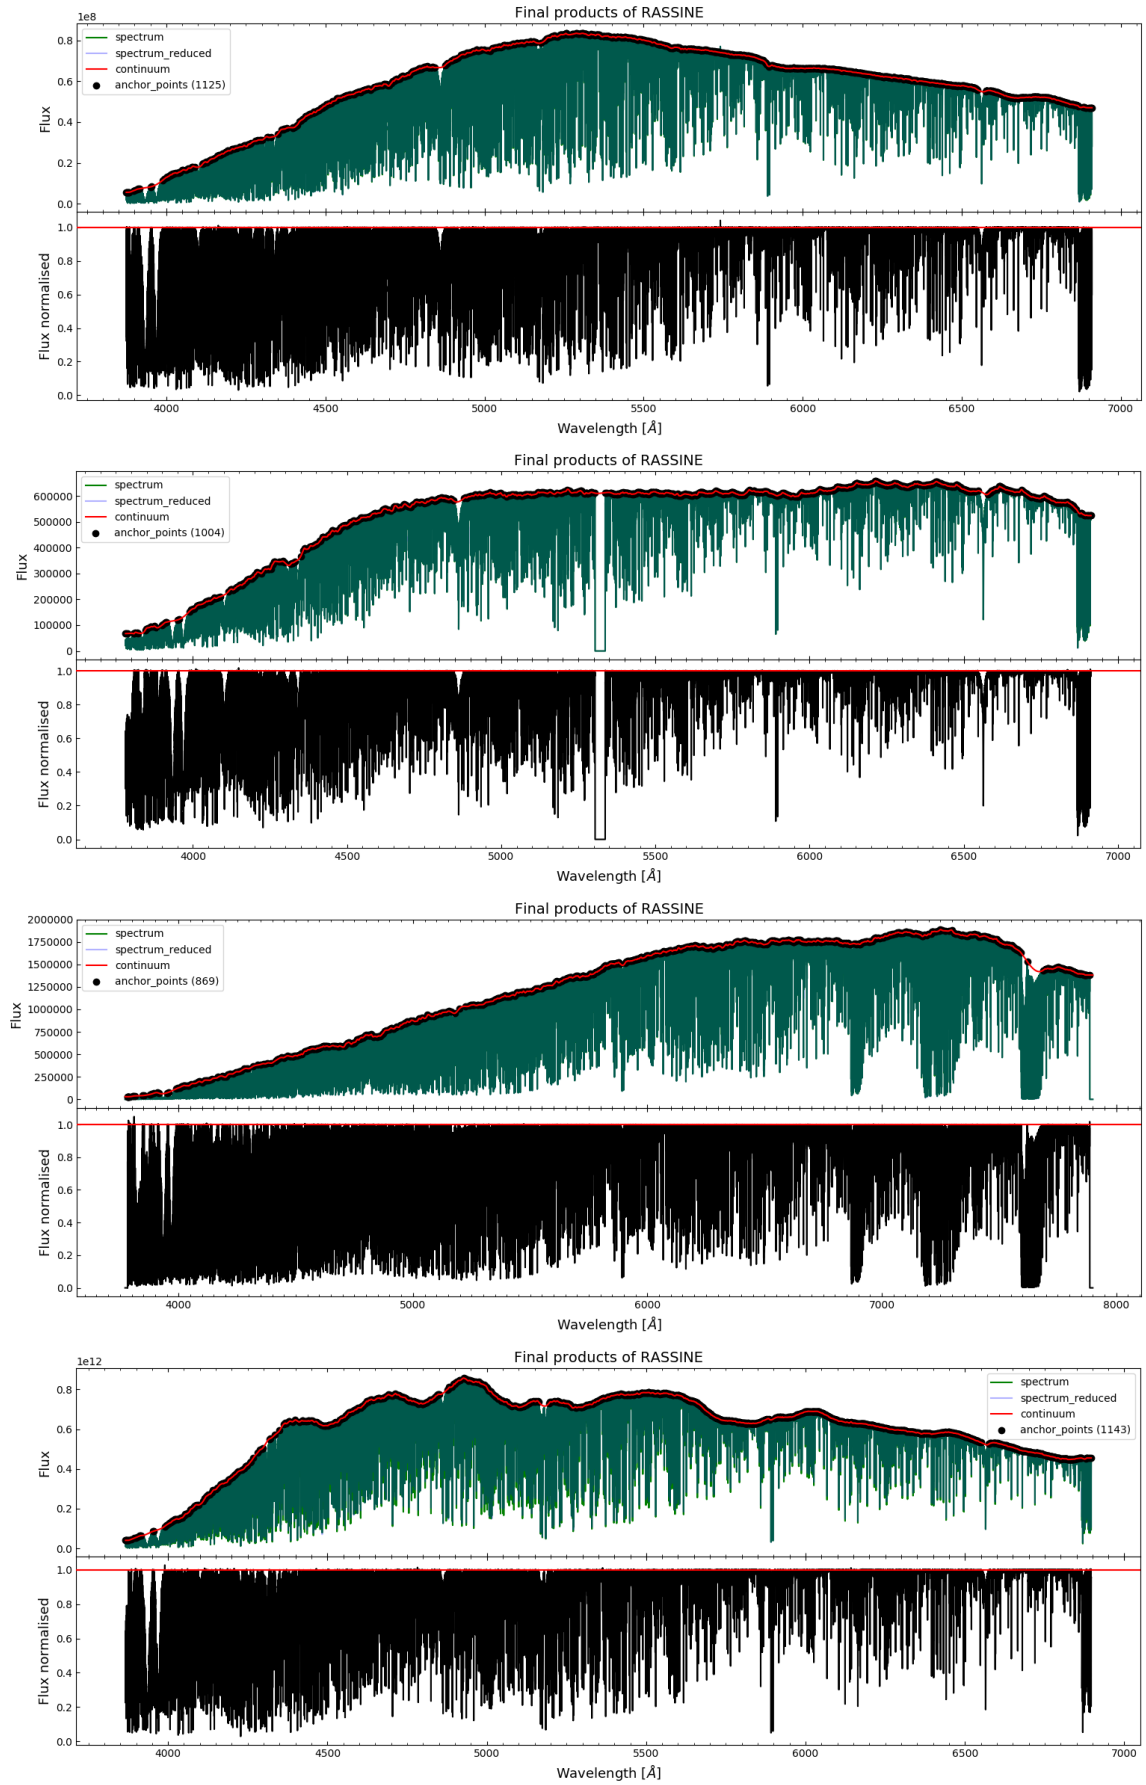 Final products of RASSINE
1e8
spectrum
spectrum_reduced
continuum
anchor_points (1125)
Flux
0.8
0.6
0.4
0.2
0.0
Flux normalised
1.0
0.8
0.6
0.4
0.2
0.0
4000 4500 5000 5500 6000 6500 7000
Wavelength [Å]
Final products of RASSINE
spectrum
spectrum_reduced
continuum
anchor_points (1004)
Flux
600000
500000
400000
300000
200000
100000
0
Flux normalised
1.0
0.8
0.6
0.4
0.2
0.0
4000 4500 5000 5500 6000 6500 7000
Wavelength [Å]
Final products of RASSINE
spectrum
spectrum_reduced
continuum
anchor_points (869)
Flux
2000000
1750000
1500000
1250000
1000000
750000
500000
250000
0
Flux normalised
1.0
0.8
0.6
0.4
0.2
0.0
4000 5000 6000 7000 8000
Wavelength [Å]
Final products of RASSINE
1e12
spectrum
spectrum_reduced
continuum
anchor_points (1143)
Flux
0.8
0.6
0.4
0.2
0.0
Flux normalised
1.0
0.8
0.6
0.4
0.2
0.0
4000 4500 5000 5500 6000 6500 7000
Wavelength [Å]